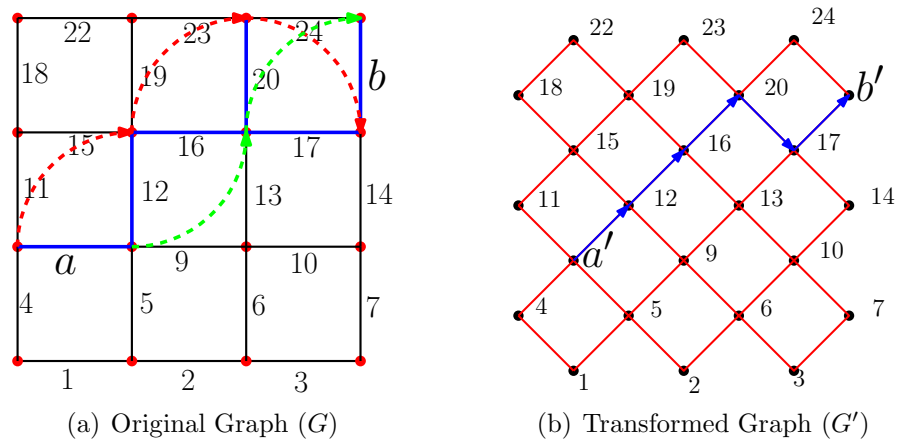 22 23 24
18 19 20 b
15 16 17
11 12 13 14
a 9 10
4 5 6 7
1 2 3
(a) Original Graph (G)
22 23 24
18 19 20 b′
15 16 17
11 12 13 14
a′ 9 10
4 5 6 7
1 2 3
(b) Transformed Graph (G′)